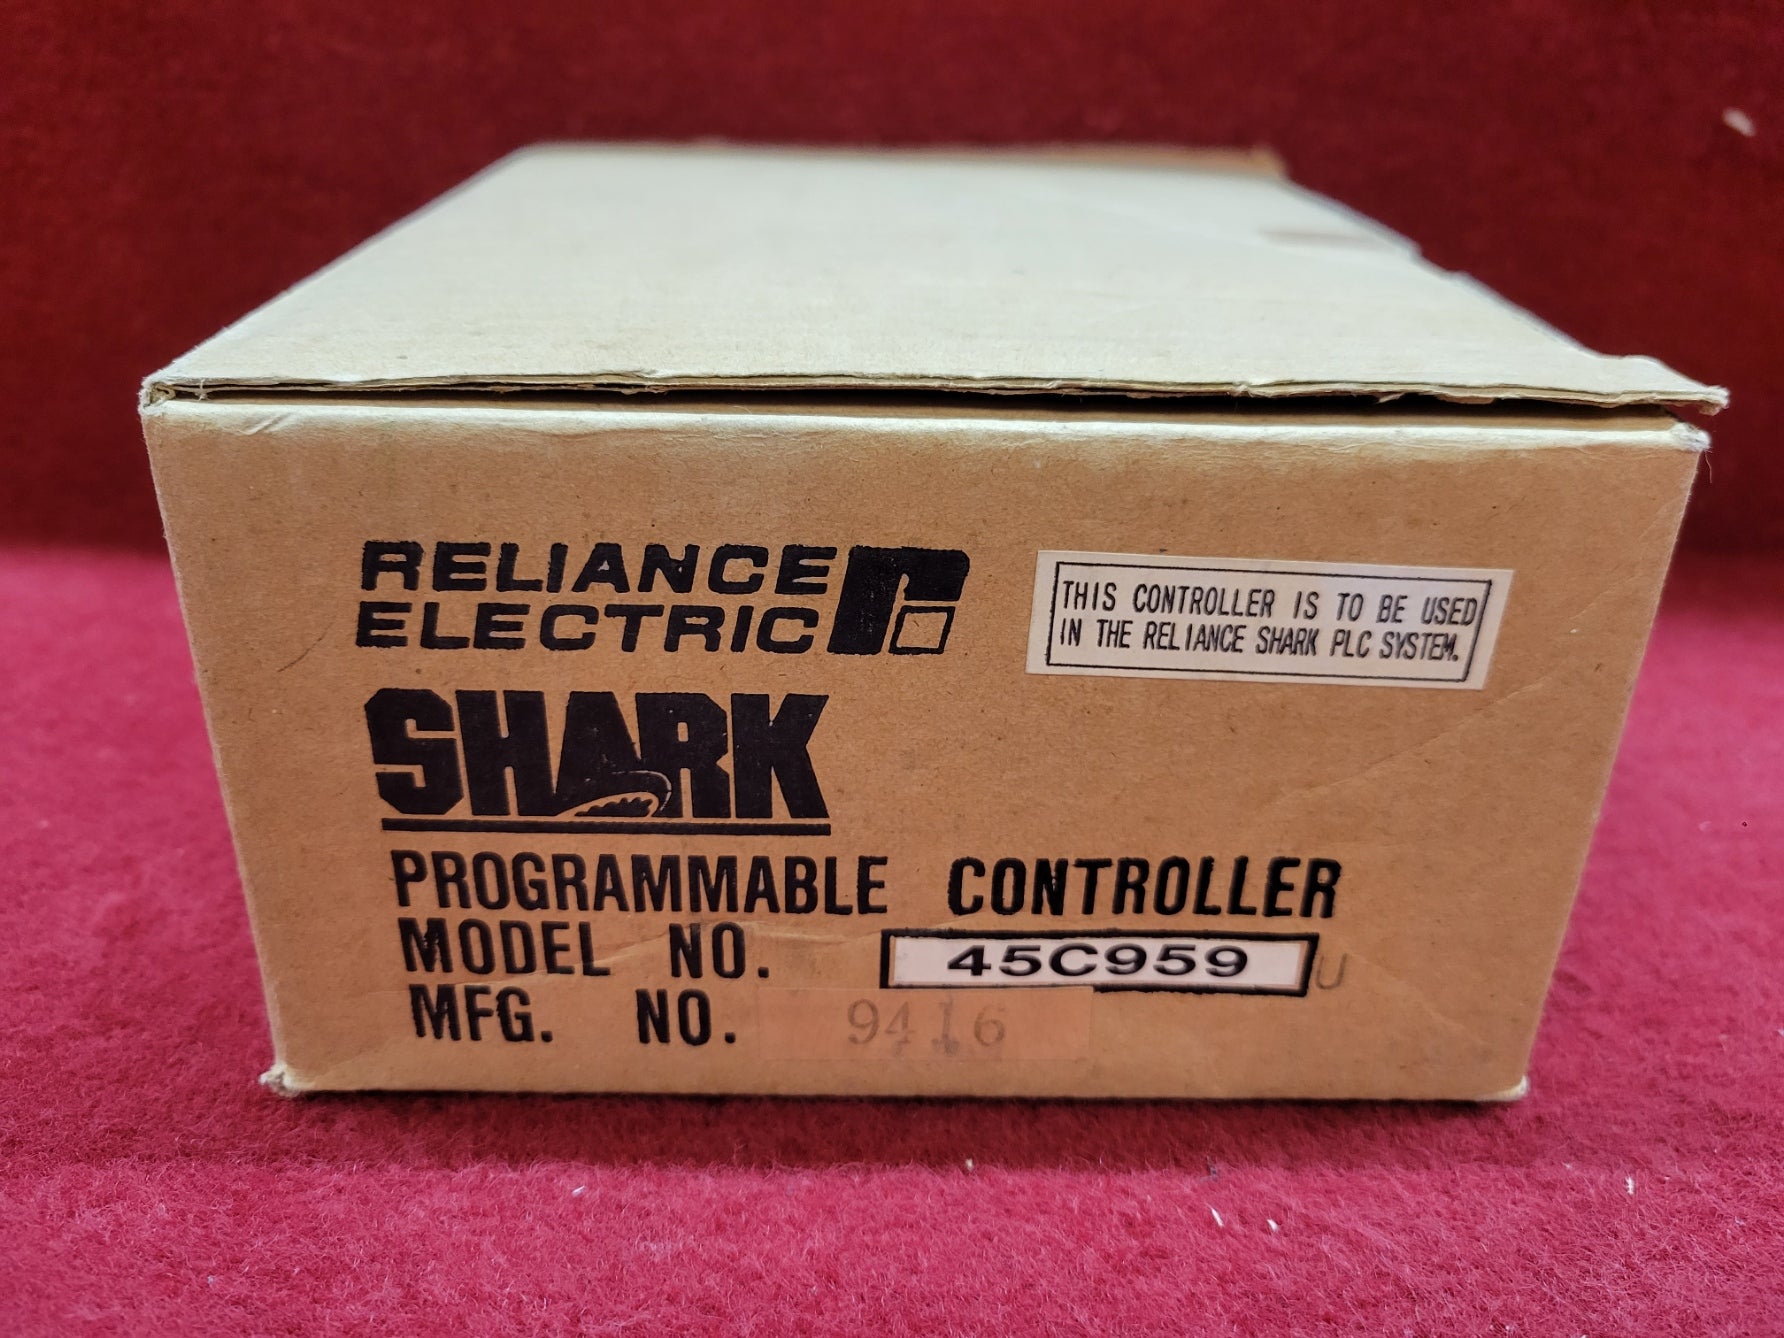 RELIANCE
ELECTRIC
THIS CONTROLLER IS TO BE USED
IN THE RELIANCE SHARK PLC SYSTEM.
SHARK
PROGRAMMABLE CONTROLLER
MODEL NO. 45C959 U
MFG. NO. 9416